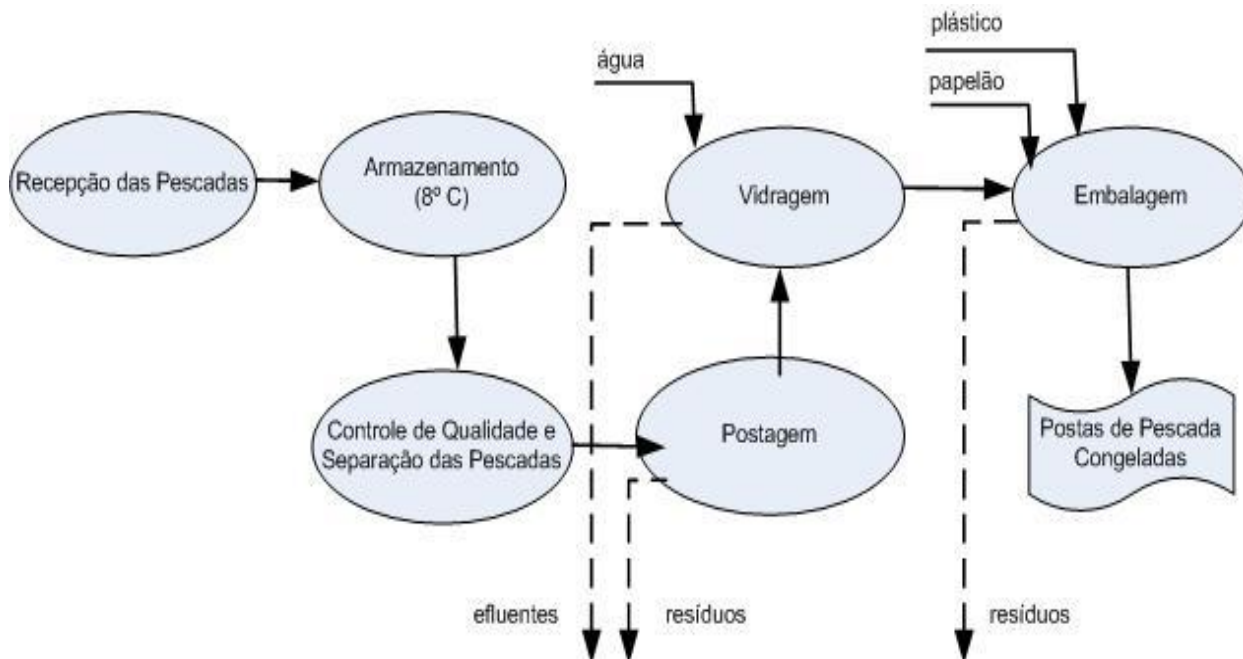 plástico
água
papelão
Recepção das Pescadas
Armazenamento
(8º C)
Vidragem
Embalagem
Controle de Qualidade e
Separação das Pescadas
Postagem
Postas de Pescada
Congeladas
efluentes
resíduos
resíduos